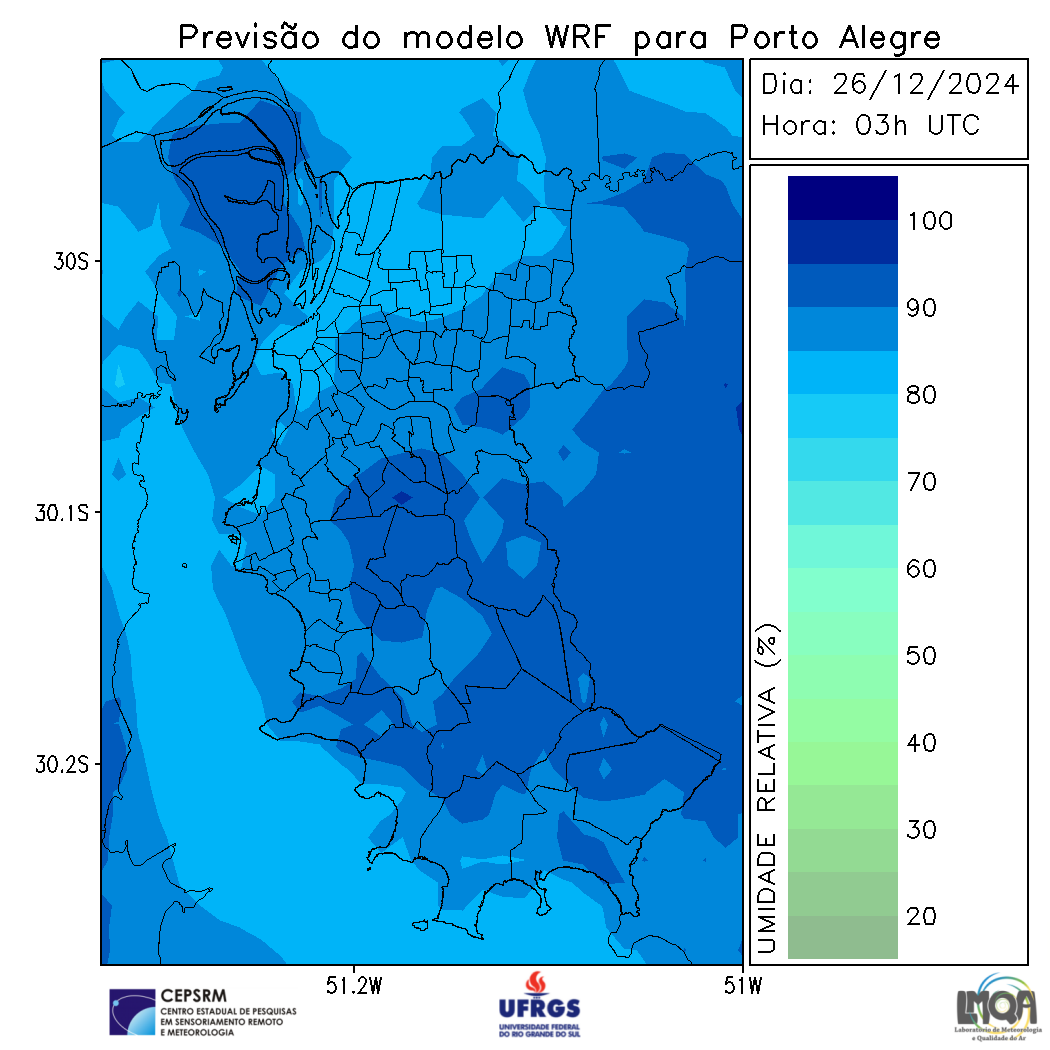 Previsão do modelo WRF para Porto Alegre
Dia: 26/12/2024
Hora: 03h UTC
30S
30.1S
30.2S
51.2W
51W
UMIDADE RELATIVA (%)
100
90
80
70
60
50
40
30
20
CEPSRM
CENTRO ESTADUAL DE PESQUISAS
EM SENSORIAMENTO REMOTO
E METEOROLOGIA
UFRGS
UNIVERSIDADE FEDERAL
DO RIO GRANDE DO SUL
LMQA
Laboratório de Meteorologia
e Qualidade do Ar